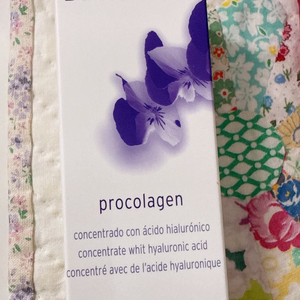 procolagen
concentrado con ácido hialurónico
concentrate whit hyaluronic acid
concentré avec de l'acide hyaluronique